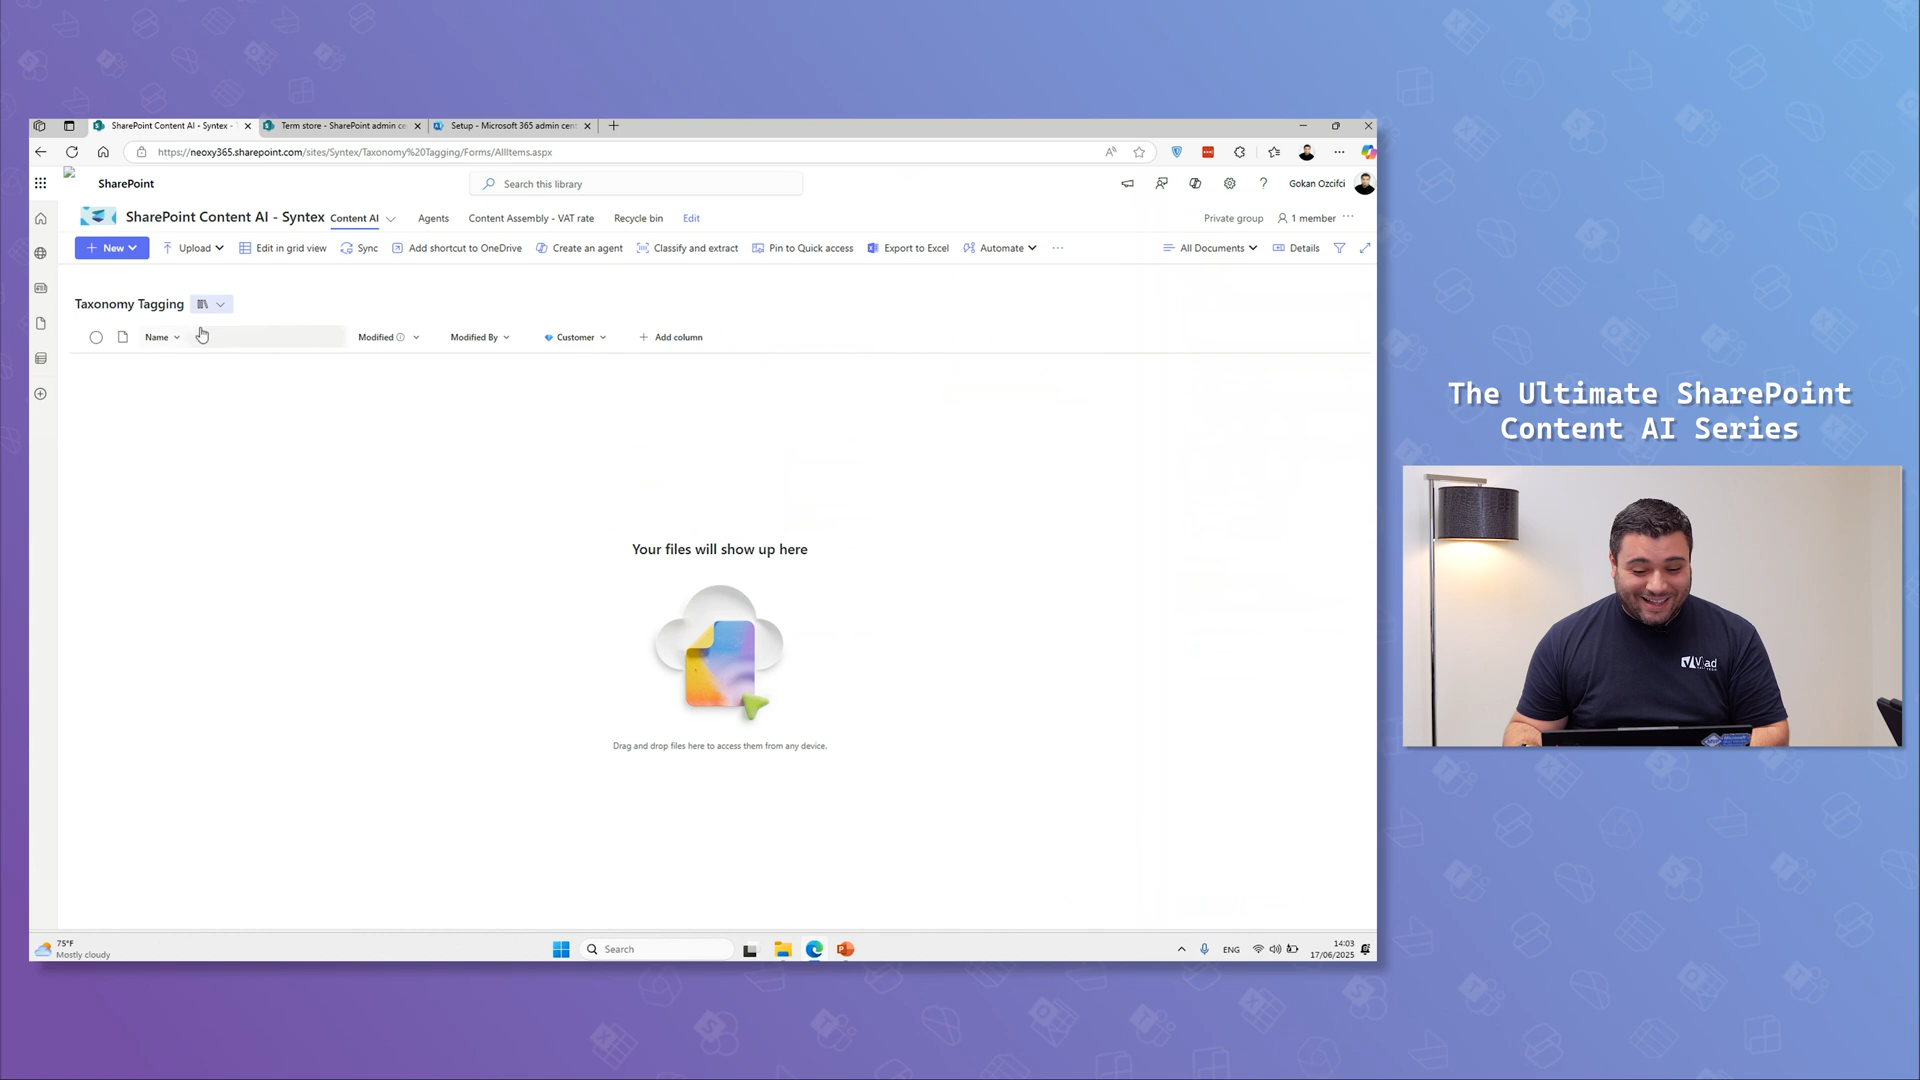 SharePoint Content AI - Syntex -
Term store - SharePoint admin ce
Setup - Microsoft 365 admin cent
https://neoxy365.sharepoint.com/sites/Syntex/Taxonomy%20Tagging/Forms/AllItems.aspx
SharePoint
Search this library
Gokan Ozcifci
SharePoint Content AI - Syntex
Content AI
Agents
Content Assembly - VAT rate
Recycle bin
Edit
Private group
1 member
New
Upload
Edit in grid view
Sync
Add shortcut to OneDrive
Create an agent
Classify and extract
Pin to Quick access
Export to Excel
Automate
All Documents
Details
Taxonomy Tagging
Name
Modified
Modified By
Customer
Add column
Your files will show up here
Drag and drop files here to access them from any device.
The Ultimate SharePoint
Content AI Series
75°F
Mostly cloudy
Search
ENG
14:03
17/06/2025